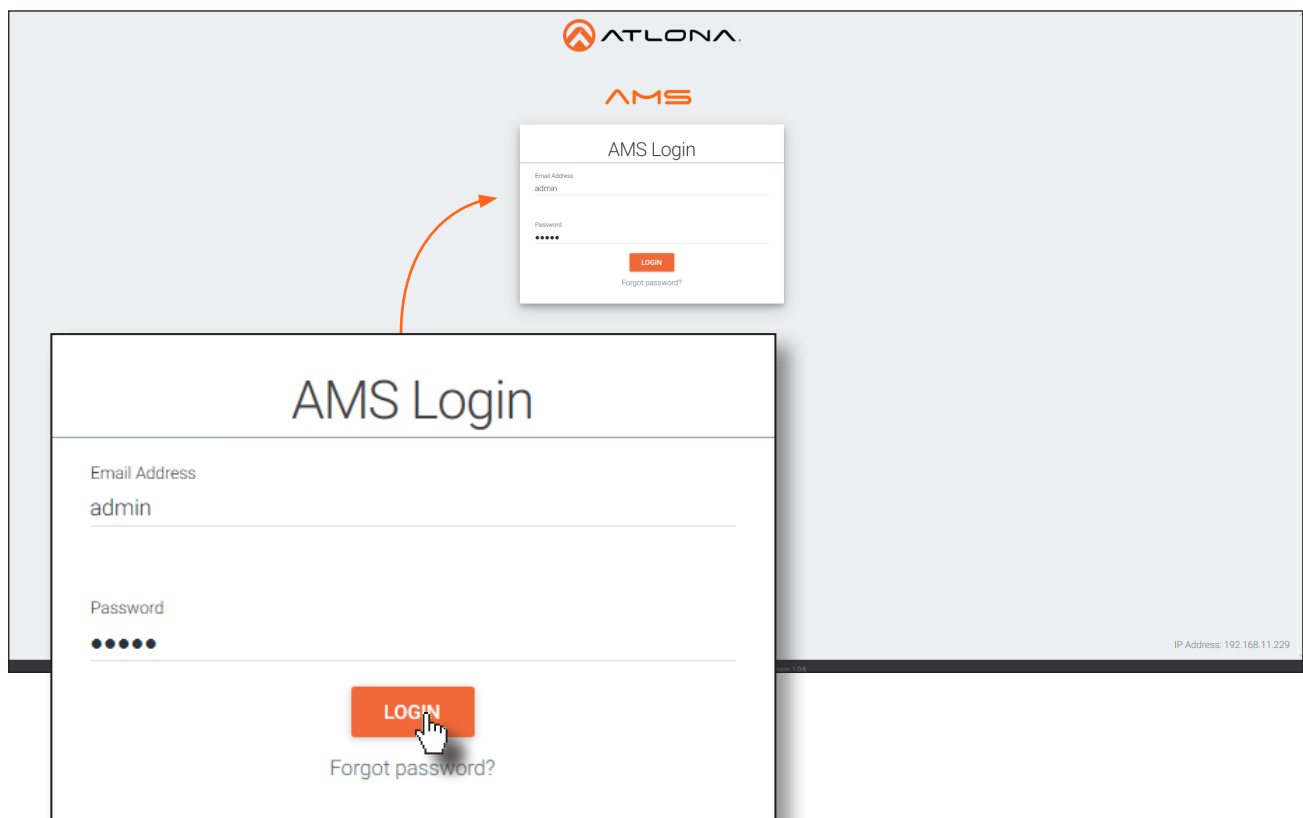 ATLONA.
AMS
AMS Login
Email Address
admin
Password
•••••
LOGIN
Forgot password?
AMS Login
Email Address
admin
Password
•••••
LOGIN
Forgot password?
IP Address: 192.168.11.229